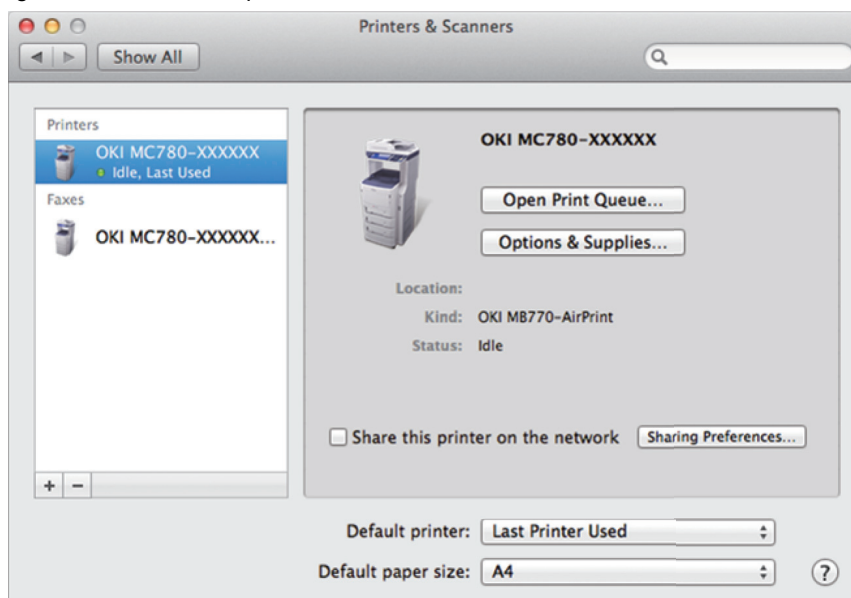 Printers & Scanners
Show All
Printers
OKI MC780-XXXXXX
Idle, Last Used
Faxes
OKI MC780-XXXXXX...
OKI MC780-XXXXXX
Open Print Queue...
Options & Supplies...
Location:
Kind: OKI MB770-AirPrint
Status: Idle
Share this printer on the network Sharing Preferences...
+ −
Default printer: Last Printer Used
Default paper size: A4 ?